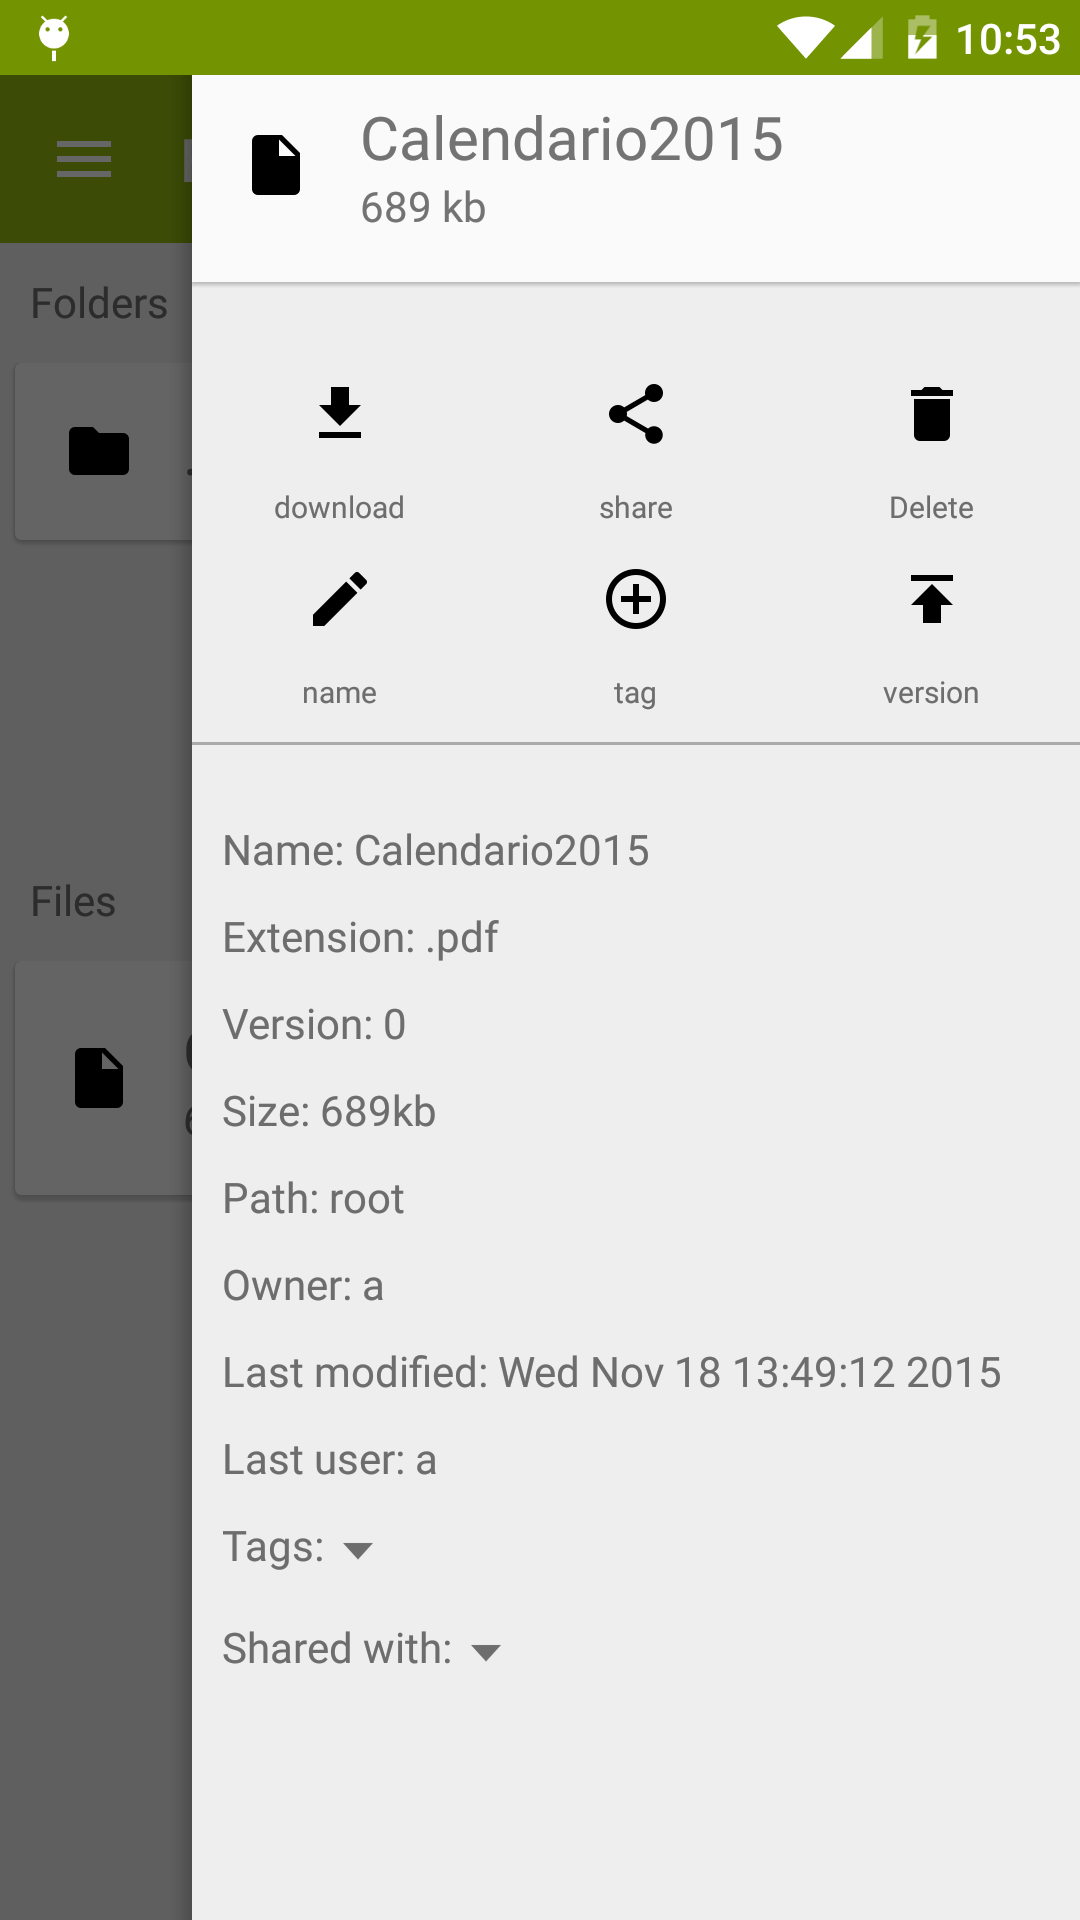 10:53
Calendario2015
689 kb
Folders
download
share
Delete
name
tag
version
Name: Calendario2015
Files
Extension: .pdf
Version: 0
Size: 689kb
Path: root
Owner: a
Last modified: Wed Nov 18 13:49:12 2015
Last user: a
Tags:
Shared with: